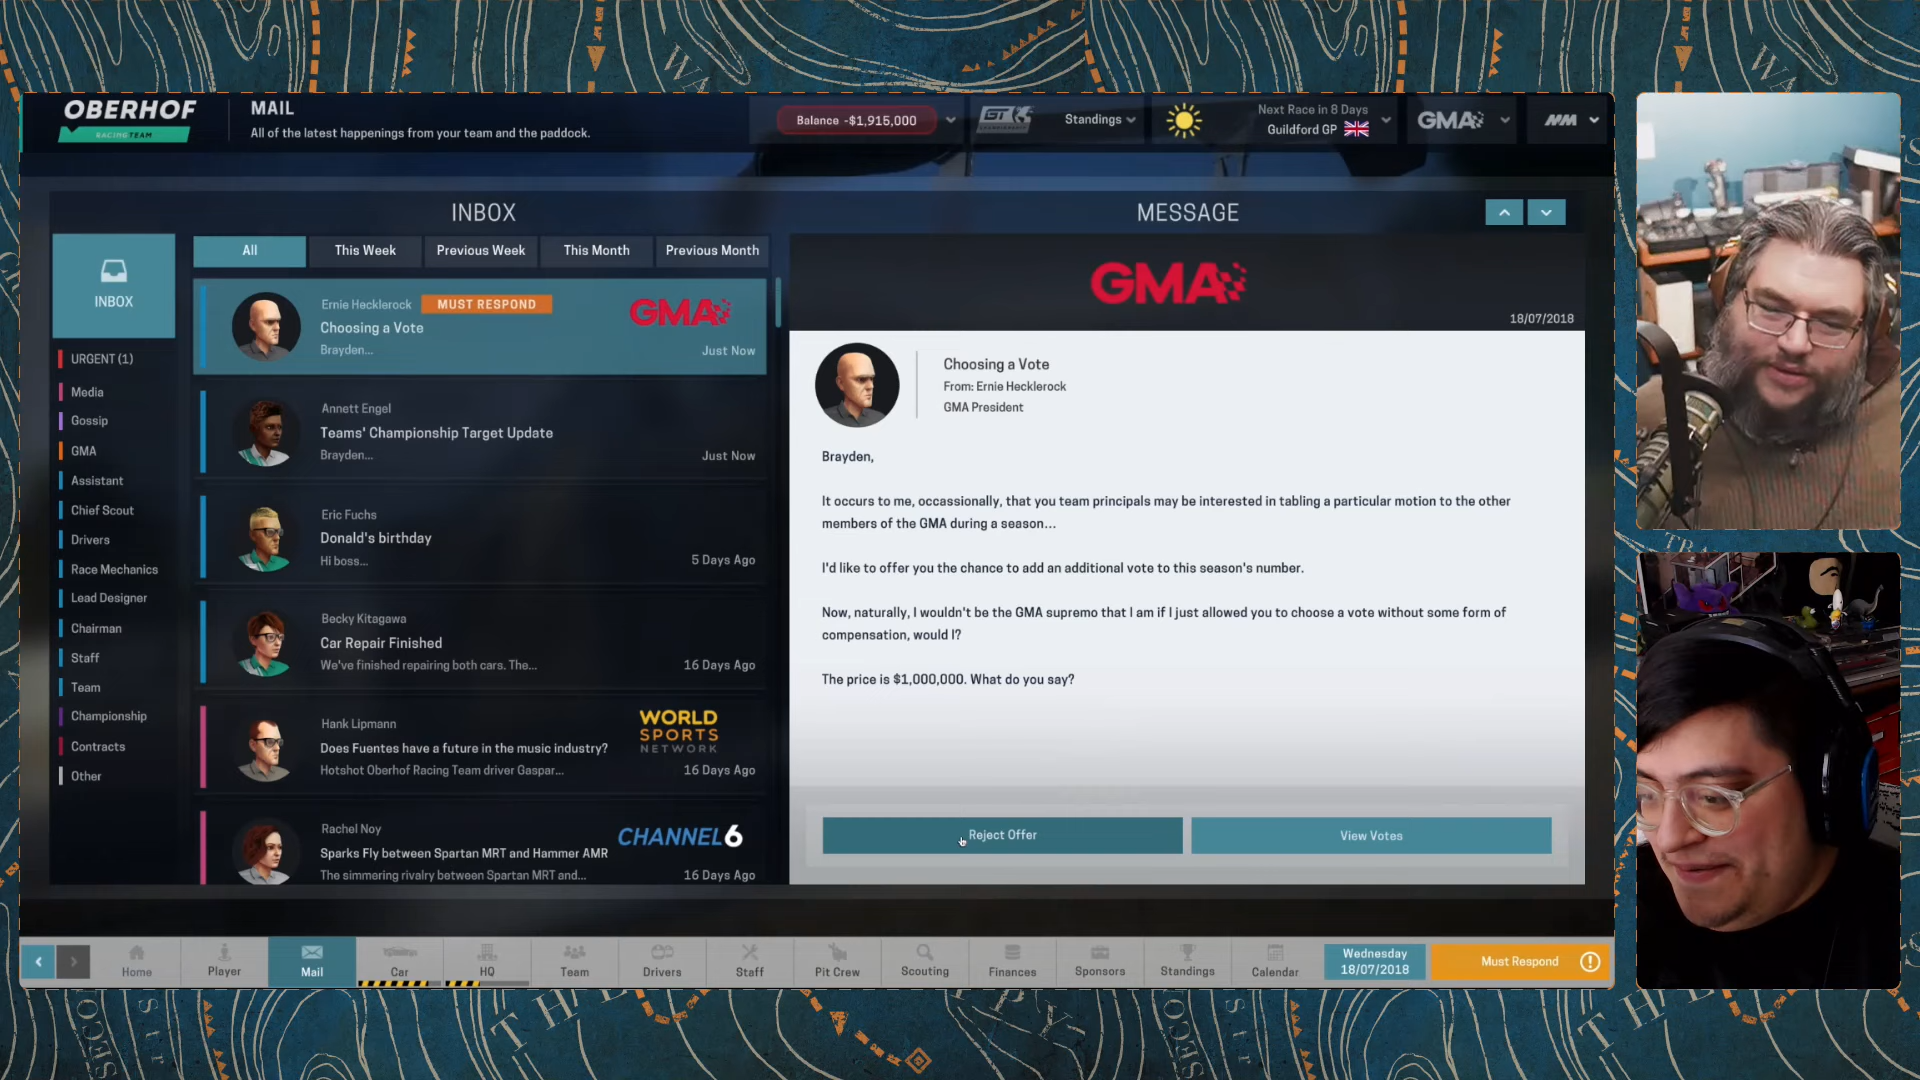 OBERHOF
RACING TEAM
MAIL
All of the latest happenings from your team and the paddock.
Balance -$1,915,000
GT
CHAMPIONSHIP
Standings
Next Race in 8 Days
Guildford GP
GMA
MM
INBOX
MESSAGE
INBOX
All
This Week
Previous Week
This Month
Previous Month
URGENT (1)
Media
Gossip
GMA
Assistant
Chief Scout
Drivers
Race Mechanics
Lead Designer
Chairman
Staff
Team
Championship
Contracts
Other
Ernie Hecklerock
MUST RESPOND
Choosing a Vote
Brayden...
GMA
Just Now
Annett Engel
Teams' Championship Target Update
Brayden...
Just Now
Eric Fuchs
Donald's birthday
Hi boss...
5 Days Ago
Becky Kitagawa
Car Repair Finished
We've finished repairing both cars. The...
16 Days Ago
Hank Lipmann
Does Fuentes have a future in the music industry?
Hotshot Oberhof Racing Team driver Gaspar...
WORLD
SPORTS
NETWORK
16 Days Ago
Rachel Noy
Sparks Fly between Spartan MRT and Hammer AMR
The simmering rivalry between Spartan MRT and...
CHANNEL6
16 Days Ago
GMA
18/07/2018
Choosing a Vote
From: Ernie Hecklerock
GMA President
Brayden,
It occurs to me, occassionally, that you team principals may be interested in tabling a particular motion to the other
members of the GMA during a season...
I'd like to offer you the chance to add an additional vote to this season's number.
Now, naturally, I wouldn't be the GMA supremo that I am if I just allowed you to choose a vote without some form of
compensation, would I?
The price is $1,000,000. What do you say?
Reject Offer
View Votes
Home
Player
Mail
Car
HQ
Team
Drivers
Staff
Pit Crew
Scouting
Finances
Sponsors
Standings
Calendar
Wednesday
18/07/2018
Must Respond